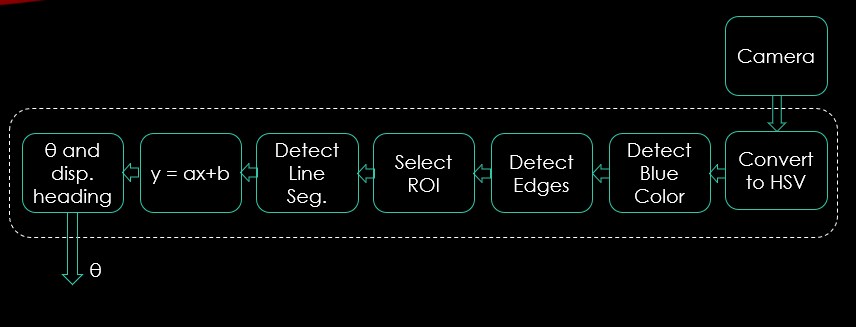 Camera
θ and
disp.
heading
y = ax+b
Detect
Line
Seg.
Select
ROI
Detect
Edges
Detect
Blue
Color
Convert
to HSV
θ